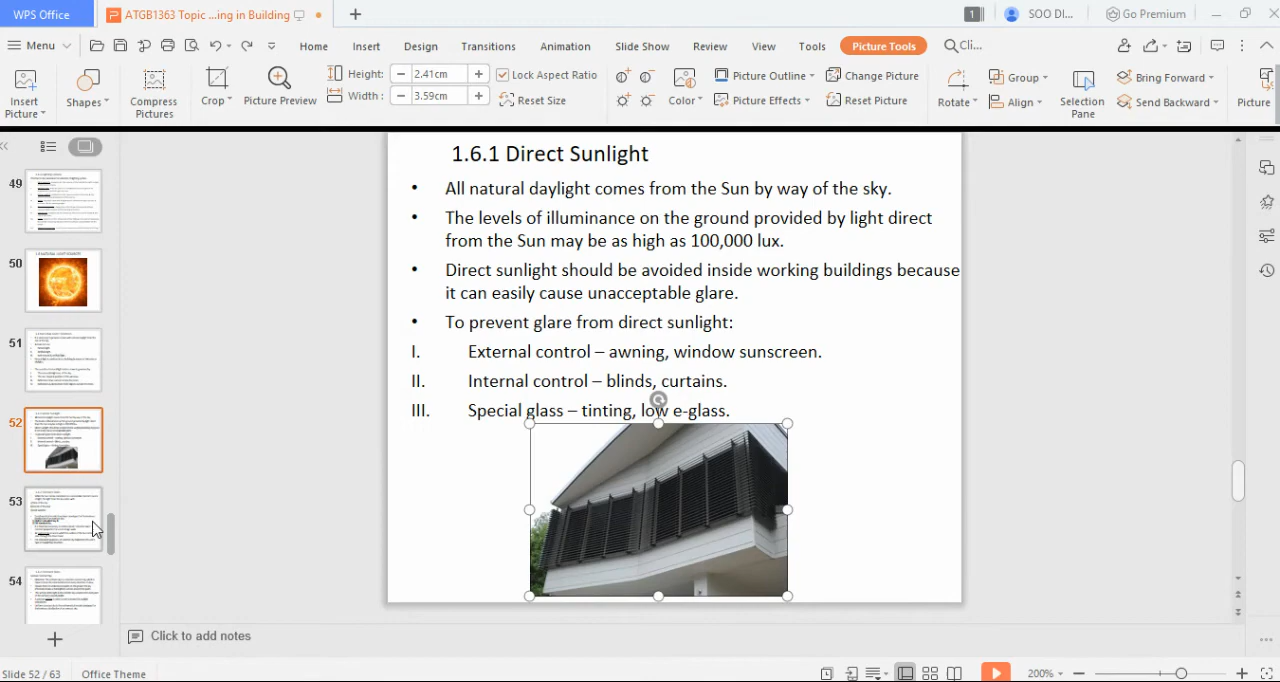 WPS Office
ATGB1363 Topic ...ing in Building
1
SOO DI...
Go Premium
Menu
Home
Insert
Design
Transitions
Animation
Slide Show
Review
View
Tools
Picture Tools
Cli...
Insert Picture
Shapes
Compress Pictures
Crop
Picture Preview
Height: 2.41cm
Width : 3.59cm
Lock Aspect Ratio
Reset Size
Color
Picture Outline
Picture Effects
Change Picture
Reset Picture
Rotate
Group
Align
Selection Pane
Bring Forward
Send Backward
Picture
49
50
51
52
53
54
1.6.1 Direct Sunlight
• All natural daylight comes from the Sun by way of the sky.
• The levels of illuminance on the ground provided by light direct
from the Sun may be as high as 100,000 lux.
• Direct sunlight should be avoided inside working buildings because
it can easily cause unacceptable glare.
• To prevent glare from direct sunlight:
I. External control – awning, window sunscreen.
II. Internal control – blinds, curtains.
III. Special glass – tinting, low e-glass.
Click to add notes
Slide 52 / 63
Office Theme
200%